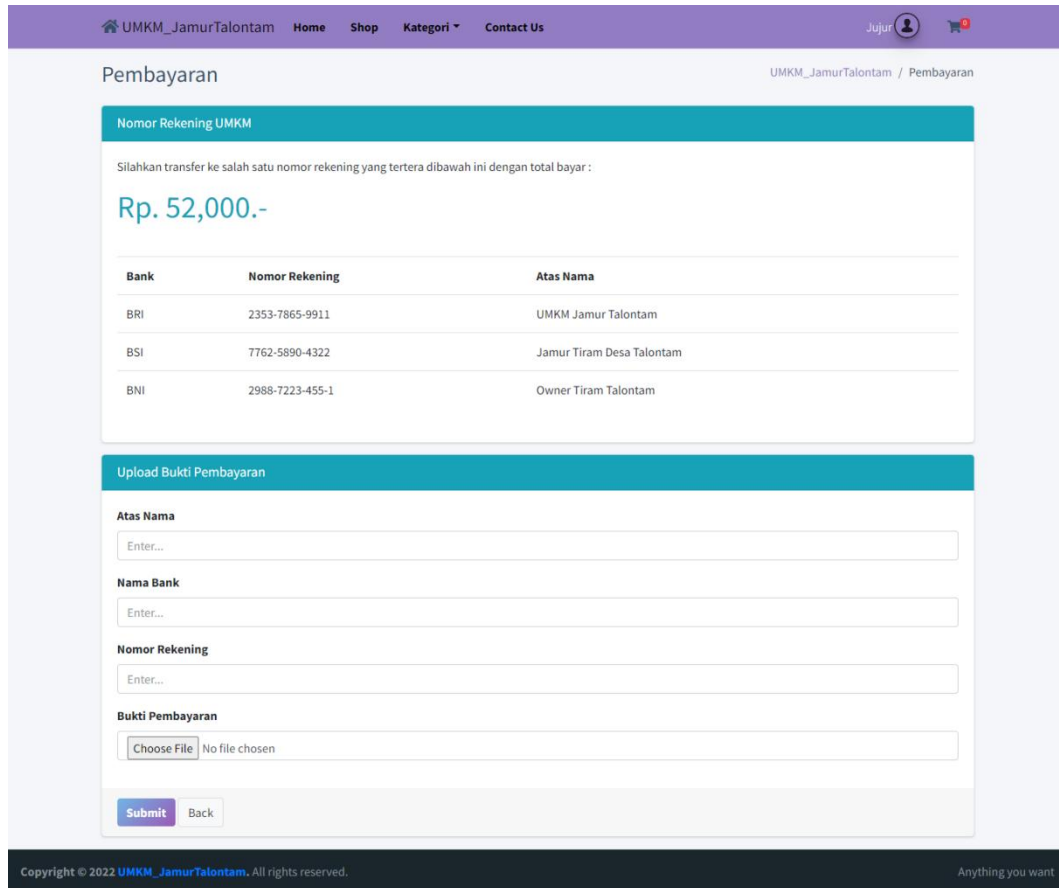 UMKM_JamurTalontam Home Shop Kategori Contact Us Jujur 0
Pembayaran UMKM_JamurTalontam / Pembayaran
Nomor Rekening UMKM
Silahkan transfer ke salah satu nomor rekening yang tertera dibawah ini dengan total bayar :
Rp. 52,000.-
Bank Nomor Rekening Atas Nama
BRI 2353-7865-9911 UMKM Jamur Talontam
BSI 7762-5890-4322 Jamur Tiram Desa Talontam
BNI 2988-7223-455-1 Owner Tiram Talontam
Upload Bukti Pembayaran
Atas Nama
Enter...
Nama Bank
Enter...
Nomor Rekening
Enter...
Bukti Pembayaran
Choose File No file chosen
Submit Back
Copyright © 2022 UMKM_JamurTalontam. All rights reserved. Anything you want